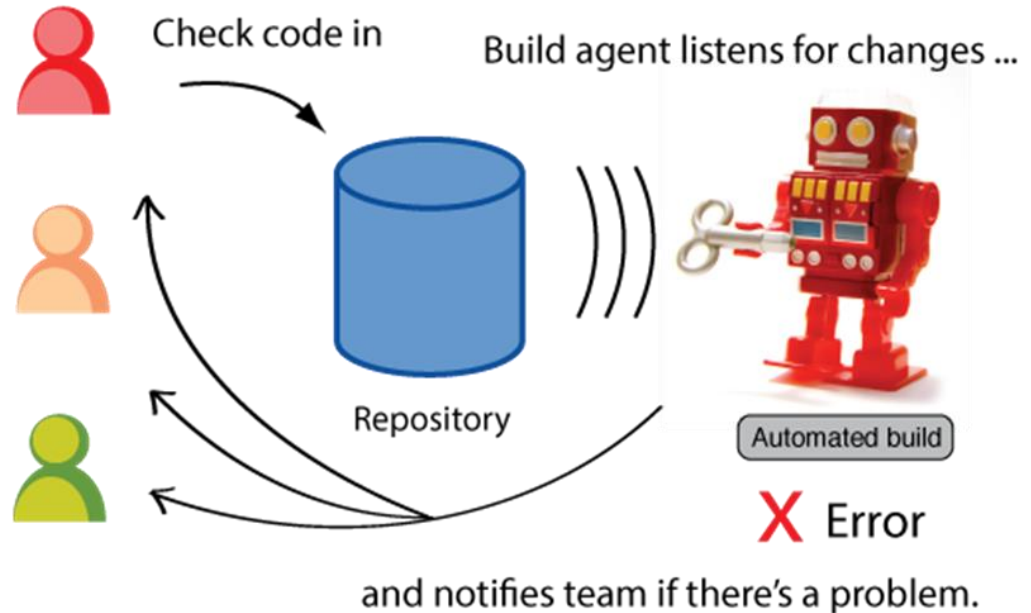 Check code in
Build agent listens for changes ...
Repository
Automated build
X Error
and notifies team if there's a problem.